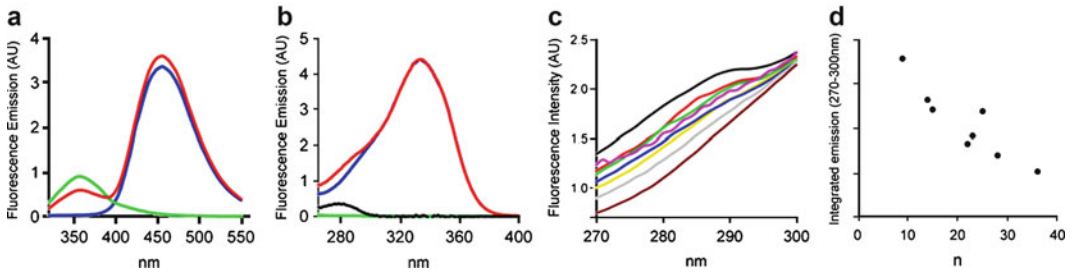 a
Fluorescence Emission (AU)
4
3
2
1
0
350
450
550
nm
b
Fluorescence Emission (AU)
5
4
3
2
1
0
280
320
360
400
nm
c
Fluorescence Intensity (AU)
2.5
2.0
1.5
1 0
270
280
290
300
nm
d
Integrated emission (270-300nm)
0
10
20
30
40
n